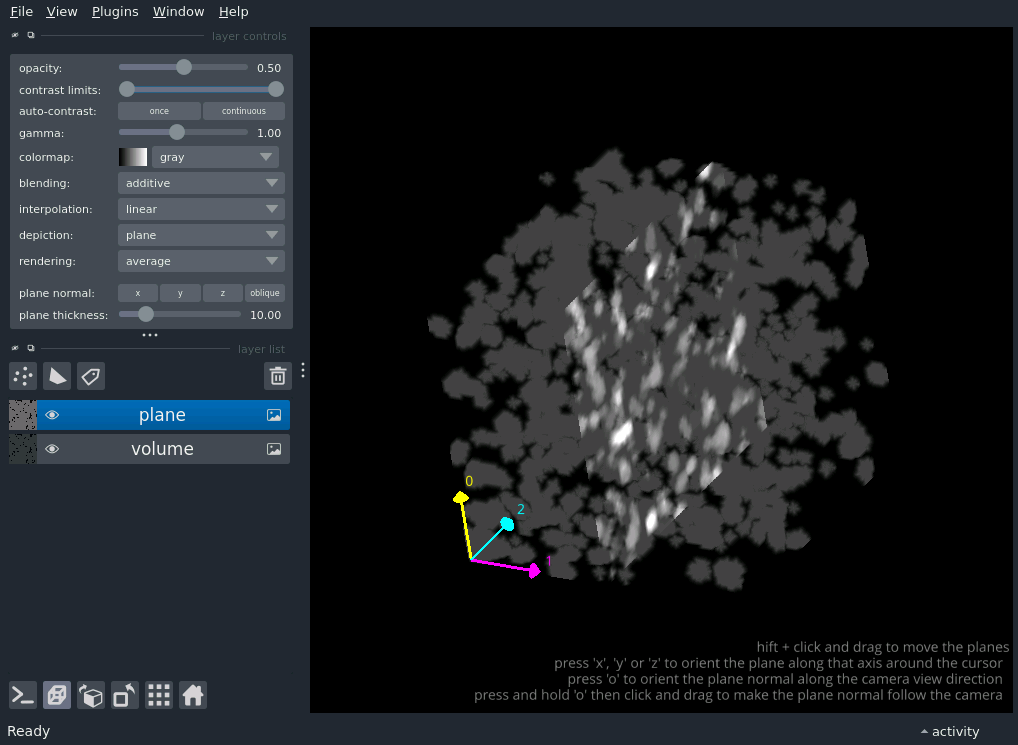 File View Plugins Window Help
layer controls
opacity: 0.50
contrast limits:
auto-contrast: once continuous
gamma: 1.00
colormap: gray
blending: additive
interpolation: linear
depiction: plane
rendering: average
plane normal: x y z oblique
plane thickness: 10.00
layer list
plane
volume
0
2
1
hift + click and drag to move the planes
press 'x', 'y' or 'z' to orient the plane along that axis around the cursor
press 'o' to orient the plane normal along the camera view direction
press and hold 'o' then click and drag to make the plane normal follow the camera
Ready activity